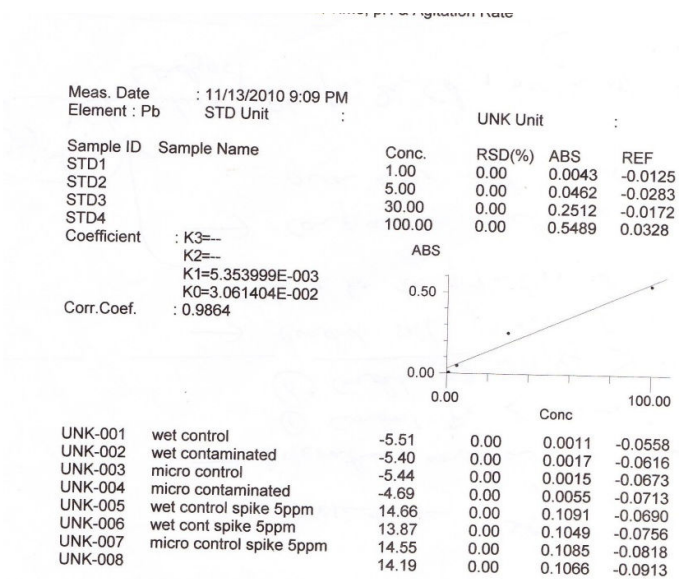 pH & Agitation Rate
Meas. Date : 11/13/2010 9:09 PM
Element : Pb STD Unit : UNK Unit :
Sample ID Sample Name Conc. RSD(%) ABS REF
STD1 1.00 0.00 0.0043 -0.0125
STD2 5.00 0.00 0.0462 -0.0283
STD3 30.00 0.00 0.2512 -0.0172
STD4 100.00 0.00 0.5489 0.0328
Coefficient : K3=--
K2=--
K1=5.353999E-003
K0=3.061404E-002
Corr.Coef. : 0.9864
ABS
0.50
0.00
0.00 100.00
Conc
UNK-001 wet control -5.51 0.00 0.0011 -0.0558
UNK-002 wet contaminated -5.40 0.00 0.0017 -0.0616
UNK-003 micro control -5.44 0.00 0.0015 -0.0673
UNK-004 micro contaminated -4.69 0.00 0.0055 -0.0713
UNK-005 wet control spike 5ppm 14.66 0.00 0.1091 -0.0690
UNK-006 wet cont spike 5ppm 13.87 0.00 0.1049 -0.0756
UNK-007 micro control spike 5ppm 14.55 0.00 0.1085 -0.0818
UNK-008 14.19 0.00 0.1066 -0.0913